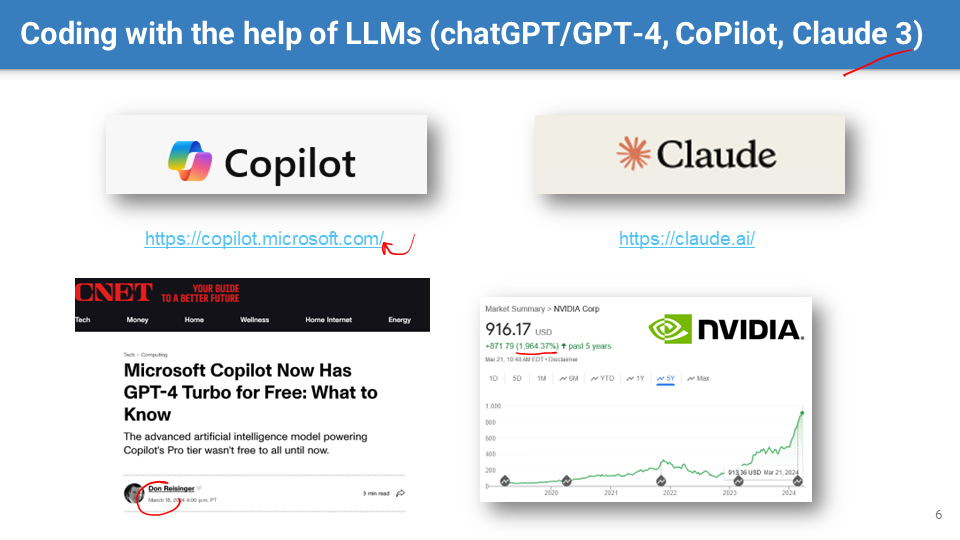 Coding with the help of LLMs (chatGPT/GPT-4, CoPilot, Claude 3)
Copilot
Claude
https://copilot.microsoft.com/
https://claude.ai/
CNET
YOUR GUIDE
TO A BETTER FUTURE
Tech Money Home Wellness Home Internet Energy
Tech > Computing
Microsoft Copilot Now Has
GPT-4 Turbo for Free: What to
Know
The advanced artificial intelligence model powering
Copilot's Pro tier wasn't free to all until now.
Don Reisinger
4:00 p.m. PT
3 min read
Market Summary > NVIDIA Corp
916.17 USD
+871.79 (1,964.37%) ↑ past 5 years
Mar 21, 10:48 AM EDT • Disclaimer
NVIDIA.
1D 5D 1M 6M YTD 1Y 5Y Max
1,000
800
600
400
200
0
913.36 USD Mar 21, 2024
2020 2021 2022 2023 2024
6